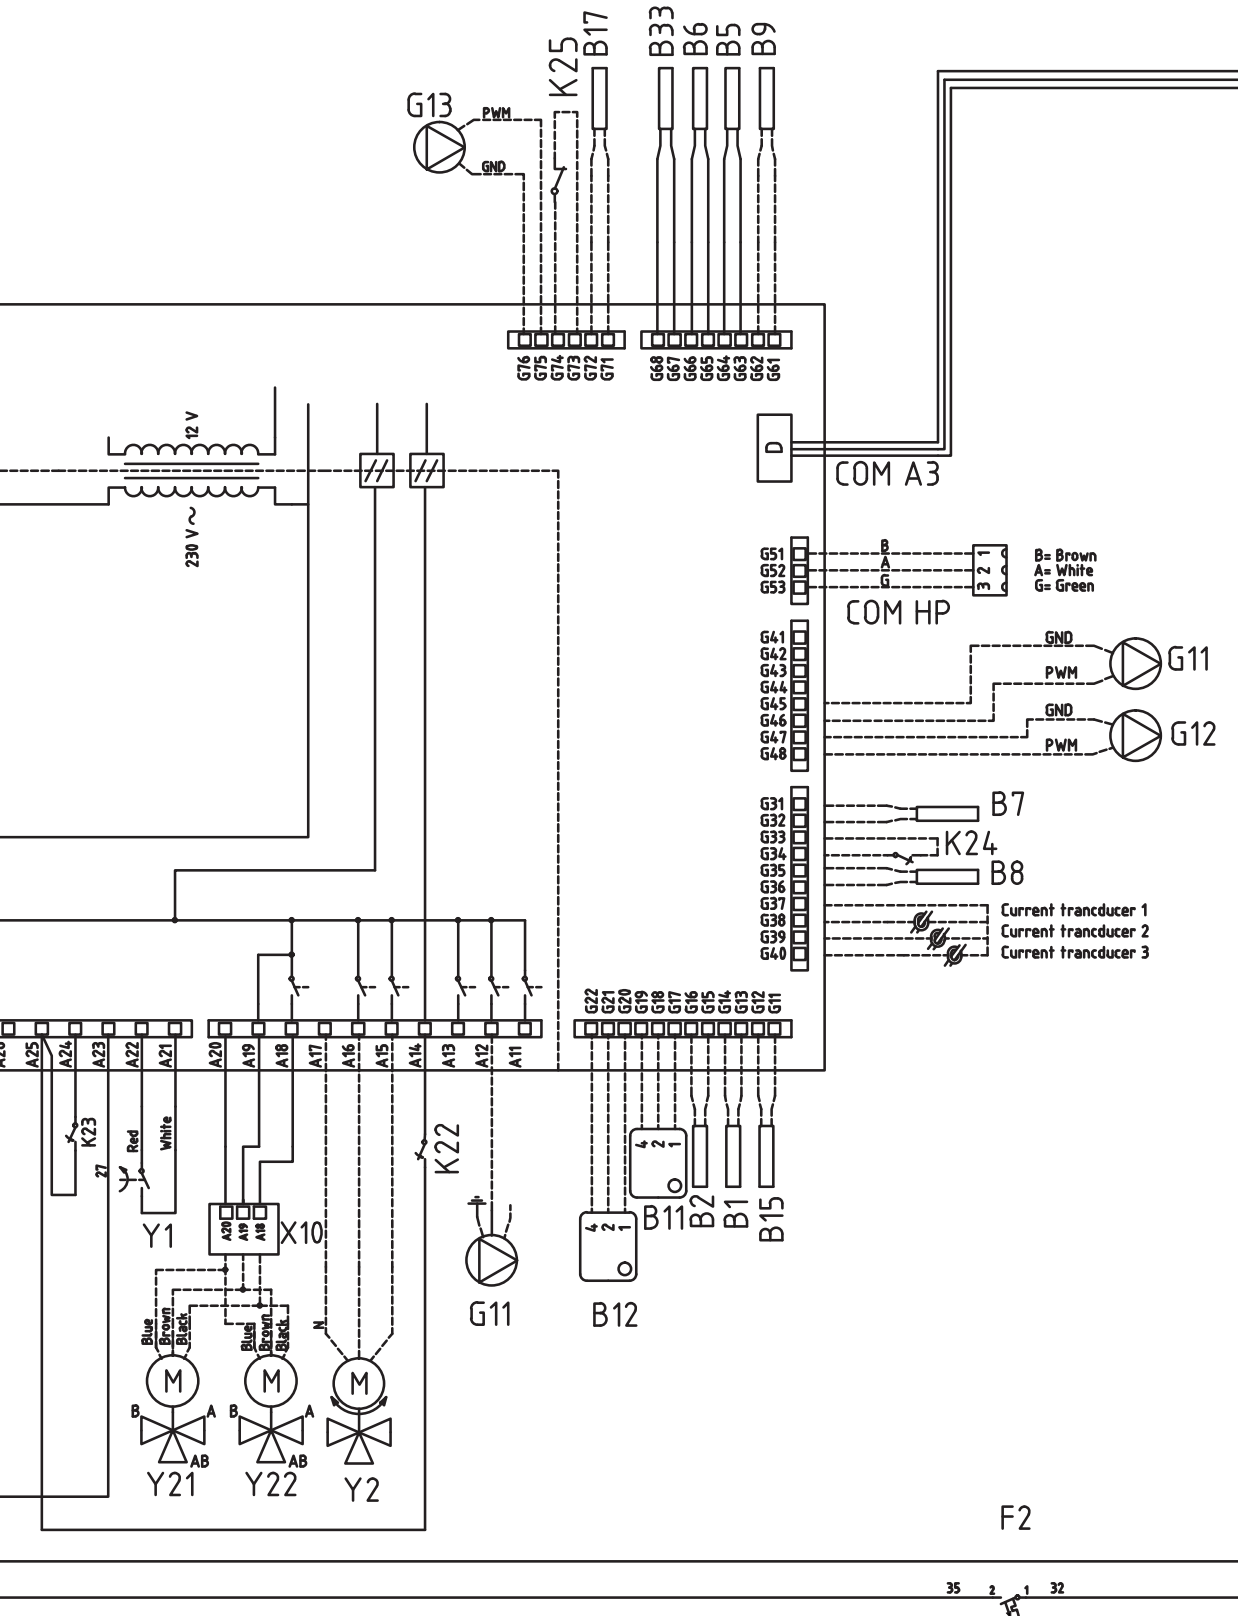 G13
PWM
GND
K25
B17
B33
B6
B5
B9
G76
G75
G74
G73
G72
G71
G68
G67
G66
G65
G64
G63
G62
G61
12 V
230 V ~
D
COM A3
G51
G52
G53
B
A
G
1
2
3
B= Brown
A= White
G= Green
COM HP
G41
G42
G43
G44
G45
G46
G47
G48
GND
PWM
G11
GND
PWM
G12
G31
G32
G33
G34
G35
G36
G37
G38
G39
G40
B7
K24
B8
Current trancducer 1
Current trancducer 2
Current trancducer 3
G22
G21
G20
G19
G18
G17
G16
G15
G14
G13
G12
G11
A26
A25
A24
A23
A22
A21
A20
A19
A18
A17
A16
A15
A14
A13
A12
A11
K23
27
Red
White
Y1
A20
A19
A18
X10
K22
4
2
1
B11
B2
B1
B15
4
2
1
B12
G11
Blue
Brown
Black
Blue
Brown
Black
N
M
M
M
B
A
AB
B
A
AB
Y21
Y22
Y2
F2
35
2
1
32